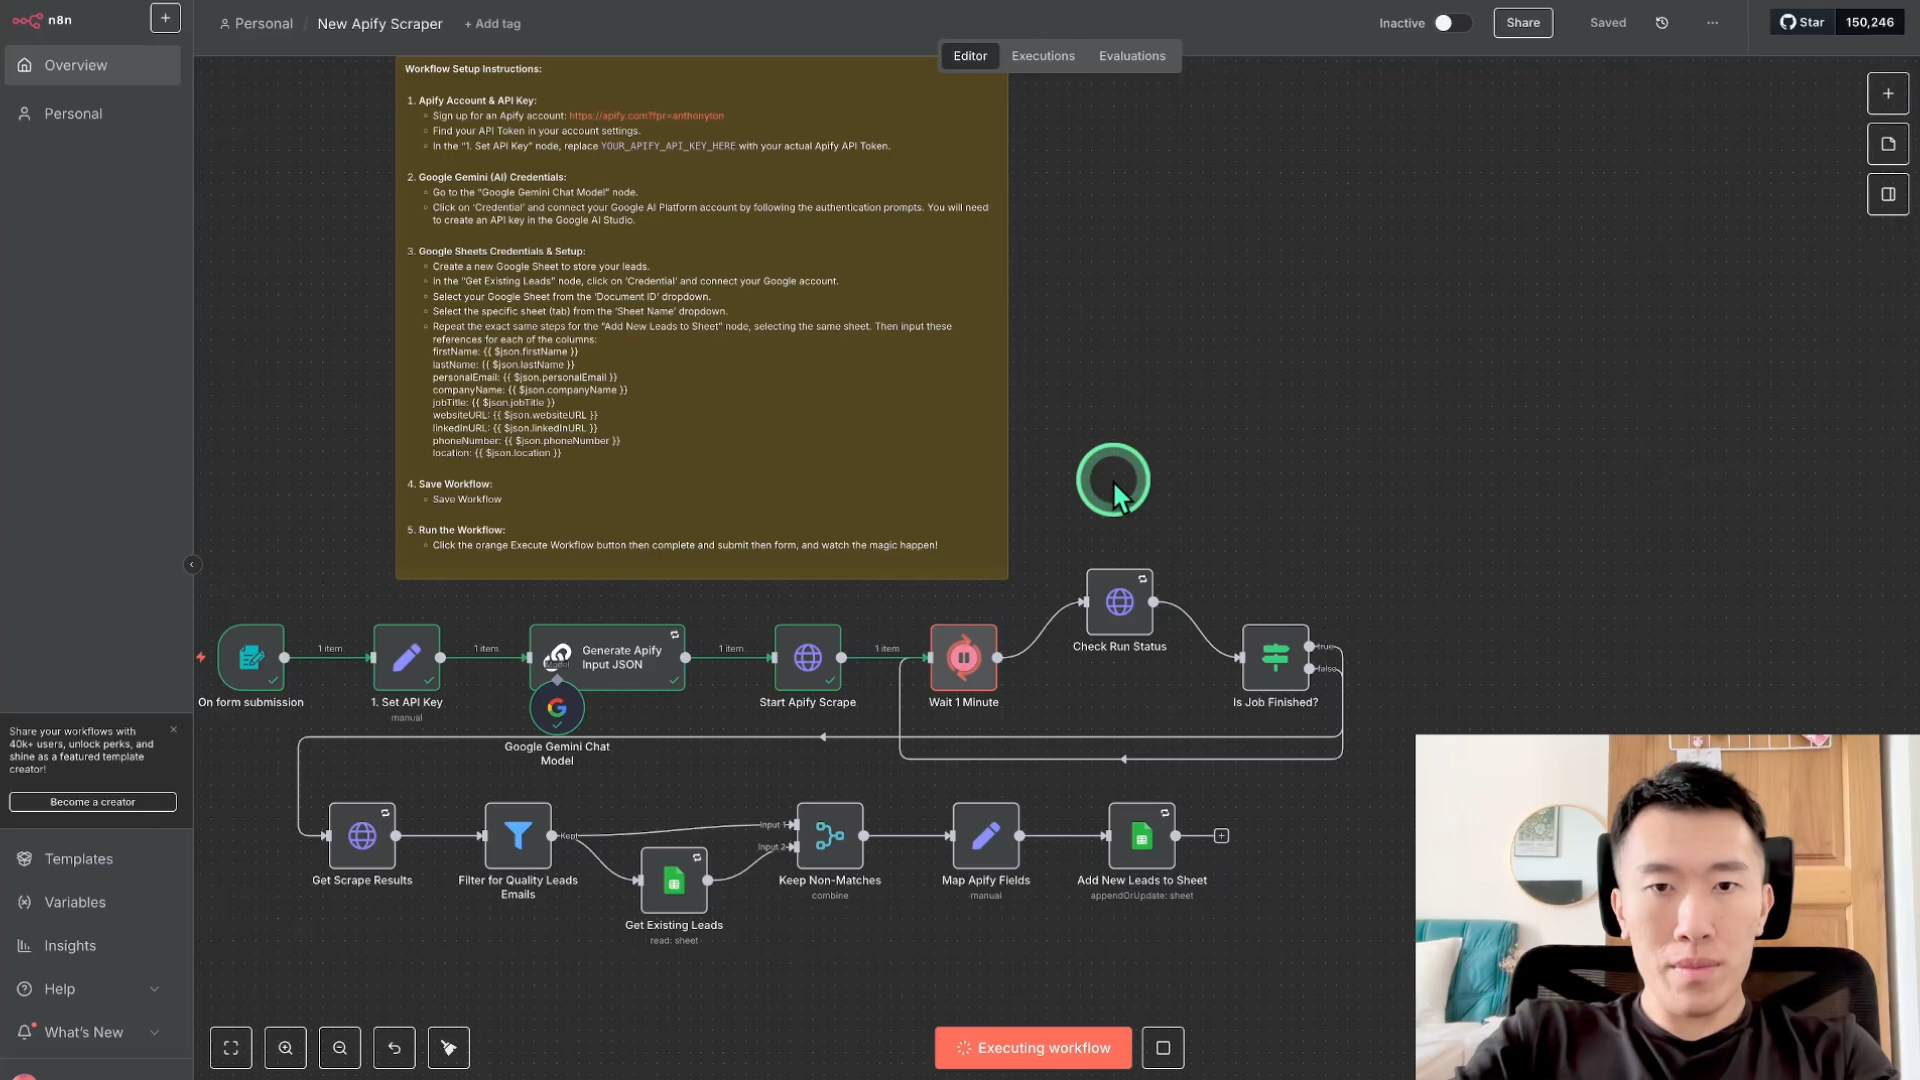 n8n
Personal / New Apify Scraper + Add tag
Inactive
Share
Saved
Star 150,246
Editor Executions Evaluations
Overview
Personal
Workflow Setup Instructions:
1. Apify Account & API Key:
Sign up for an Apify account: https://apify.com?fpr=anthonyton
Find your API Token in your account settings.
In the "1. Set API Key" node, replace YOUR_APIFY_API_KEY_HERE with your actual Apify API Token.
2. Google Gemini (AI) Credentials:
Go to the "Google Gemini Chat Model" node.
Click on 'Credential' and connect your Google AI Platform account by following the authentication prompts. You will need
to create an API key in the Google AI Studio.
3. Google Sheets Credentials & Setup:
Create a new Google Sheet to store your leads.
In the "Get Existing Leads" node, click on 'Credential' and connect your Google account.
Select your Google Sheet from the 'Document ID' dropdown.
Select the specific sheet (tab) from the 'Sheet Name' dropdown.
Repeat the exact same steps for the "Add New Leads to Sheet" node, selecting the same sheet. Then input these
references for each of the columns:
firstName: {{ $json.firstName }}
lastName: {{ $json.lastName }}
personalEmail: {{ $json.personalEmail }}
companyName: {{ $json.companyName }}
jobTitle: {{ $json.jobTitle }}
websiteURL: {{ $json.websiteURL }}
linkedInURL: {{ $json.linkedInURL }}
phoneNumber: {{ $json.phoneNumber }}
location: {{ $json.location }}
4. Save Workflow:
Save Workflow
5. Run the Workflow:
Click the orange Execute Workflow button then complete and submit then form, and watch the magic happen!
On form submission
1 item
1. Set API Key
manual
1 item
Generate Apify
Input JSON
Model
Google Gemini Chat
Model
1 item
Start Apify Scrape
1 item
Wait 1 Minute
Check Run Status
Is Job Finished?
true
false
Get Scrape Results
Filter for Quality Leads
Emails
Kept
Get Existing Leads
read: sheet
Input 1
Input 2
Keep Non-Matches
combine
Map Apify Fields
manual
Add New Leads to Sheet
appendOrUpdate: sheet
Share your workflows with
40k+ users, unlock perks, and
shine as a featured template
creator!
Become a creator
Templates
Variables
Insights
Help
What's New
Executing workflow